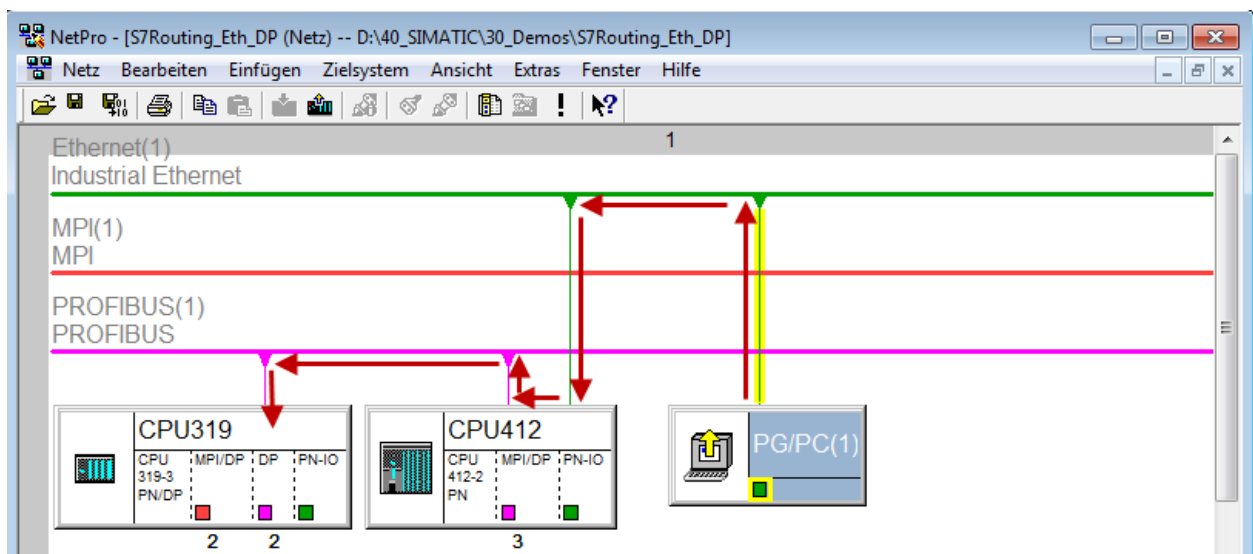 NetPro - [S7Routing_Eth_DP (Netz) -- D:\40_SIMATIC\30_Demos\S7Routing_Eth_DP]
Netz Bearbeiten Einfügen Zielsystem Ansicht Extras Fenster Hilfe
1
Ethernet(1)
Industrial Ethernet
MPI(1)
MPI
PROFIBUS(1)
PROFIBUS
CPU319
CPU MPI/DP DP PN-IO
319-3
PN/DP
2 2
CPU412
CPU MPI/DP PN-IO
412-2
PN
3
PG/PC(1)